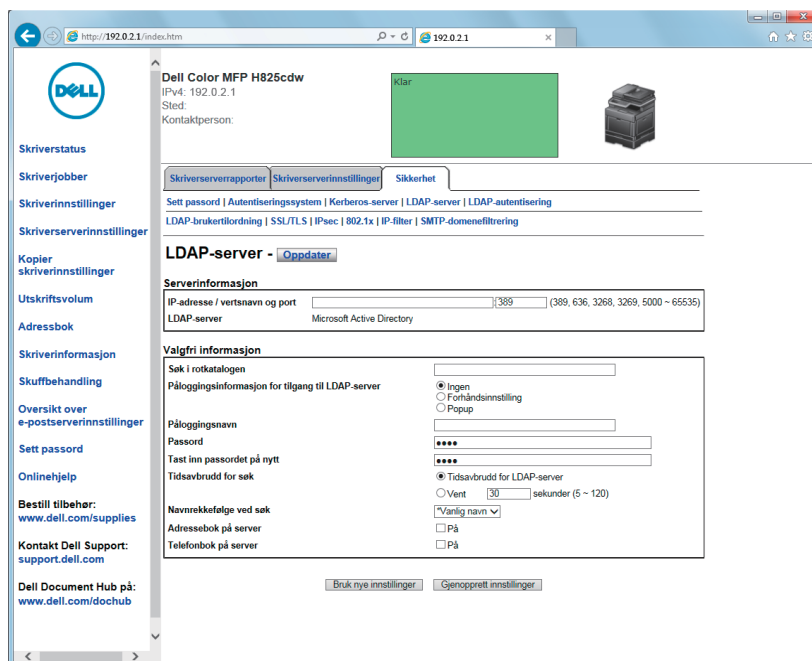 http://192.0.2.1/index.htm
192.0.2.1
DELL
Dell Color MFP H825cdw
IPv4: 192.0.2.1
Sted:
Kontaktperson:
Klar
Skriverstatus
Skriverjobber
Skriverinnstillinger
Skriverserverinnstillinger
Kopier
skriverinnstillinger
Utskriftsvolum
Adressbok
Skriverinformasjon
Skuffbehandling
Oversikt over
e-postserverinnstillinger
Sett passord
Onlinehjelp
Bestill tilbehør:
www.dell.com/supplies
Kontakt Dell Support:
support.dell.com
Dell Document Hub på:
www.dell.com/dochub
Skriverserverrapporter Skriverserverinnstillinger Sikkerhet
Sett passord | Autentiseringssystem | Kerberos-server | LDAP-server | LDAP-autentisering
LDAP-brukertilordning | SSL/TLS | IPsec | 802.1x | IP-filter | SMTP-domenefiltrering
LDAP-server - Oppdater
Serverinformasjon
IP-adresse / vertsnavn og port :389 (389, 636, 3268, 3269, 5000 ~ 65535)
LDAP-server Microsoft Active Directory
Valgfri informasjon
Søk i rotkatalogen
Påloggingsinformasjon for tilgang til LDAP-server Ingen
Forhåndsinnstilling
Popup
Påloggingsnavn
Passord ••••
Tast inn passordet på nytt ••••
Tidsavbrudd for søk Tidsavbrudd for LDAP-server
Vent 30 sekunder (5 ~ 120)
Navnrekkefølge ved søk *Vanlig navn
Adressebok på server På
Telefonbok på server På
Bruk nye innstillinger Gjenopprett innstillinger